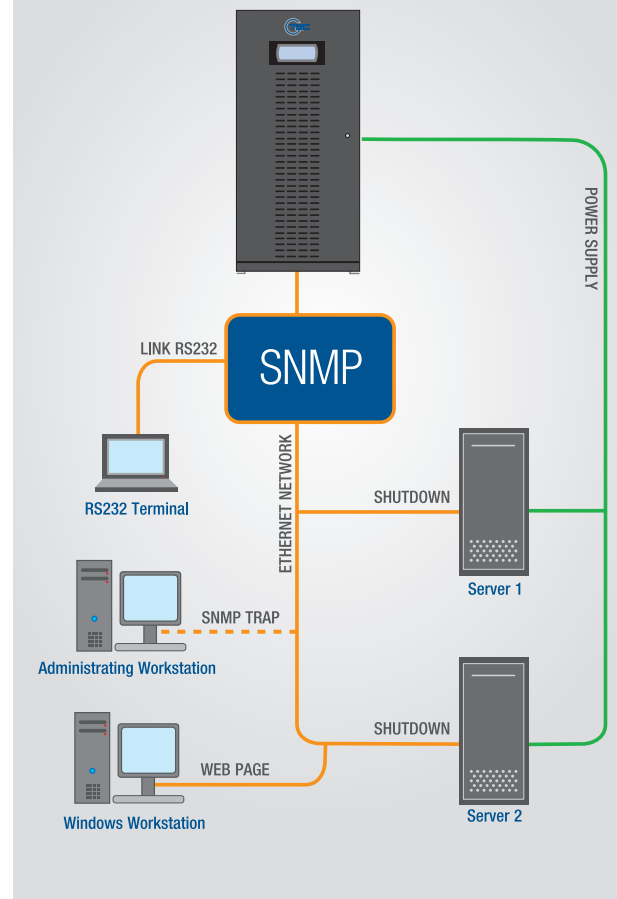 POWER SUPPLY
LINK RS232
SNMP
RS232 Terminal
ETHERNET NETWORK
SHUTDOWN
Server 1
SNMP TRAP
Administrating Workstation
SHUTDOWN
WEB PAGE
Server 2
Windows Workstation